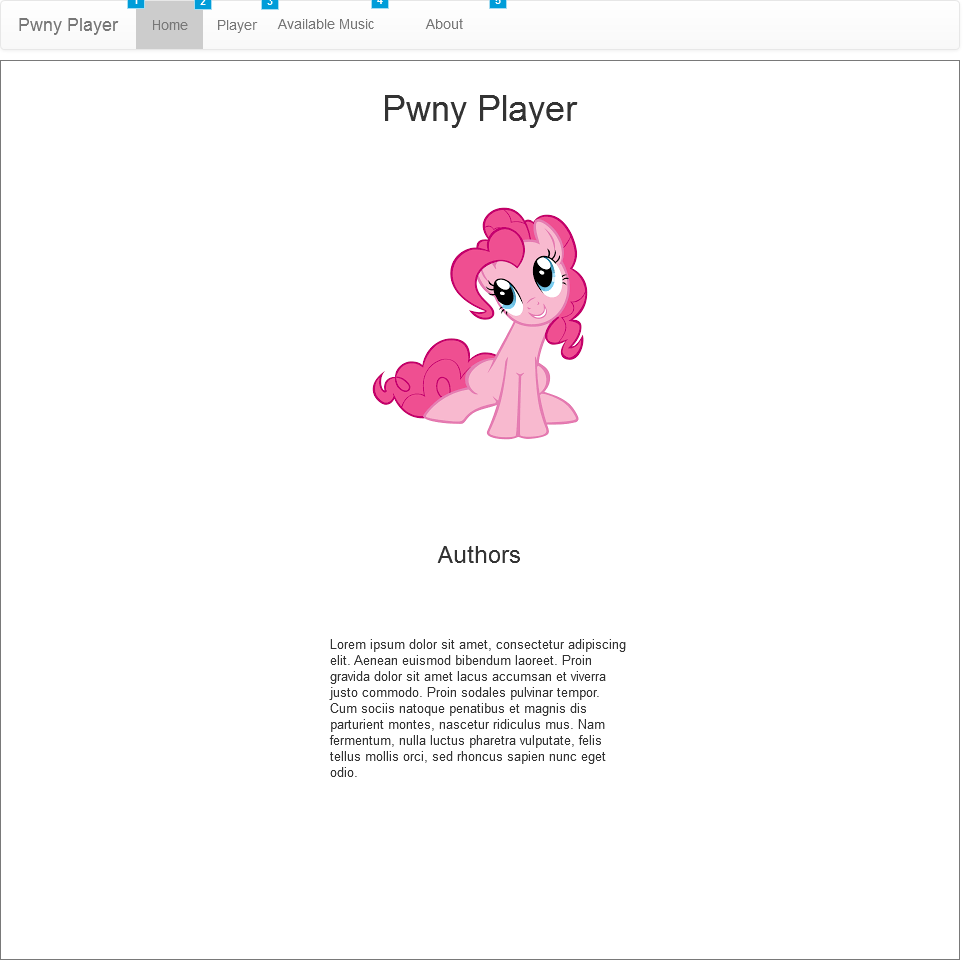 1 2 3 4 5
Pwny Player Home Player Available Music About
Pwny Player
Authors
Lorem ipsum dolor sit amet, consectetur adipiscing
elit. Aenean euismod bibendum laoreet. Proin
gravida dolor sit amet lacus accumsan et viverra
justo commodo. Proin sodales pulvinar tempor.
Cum sociis natoque penatibus et magnis dis
parturient montes, nascetur ridiculus mus. Nam
fermentum, nulla luctus pharetra vulputate, felis
tellus mollis orci, sed rhoncus sapien nunc eget
odio.